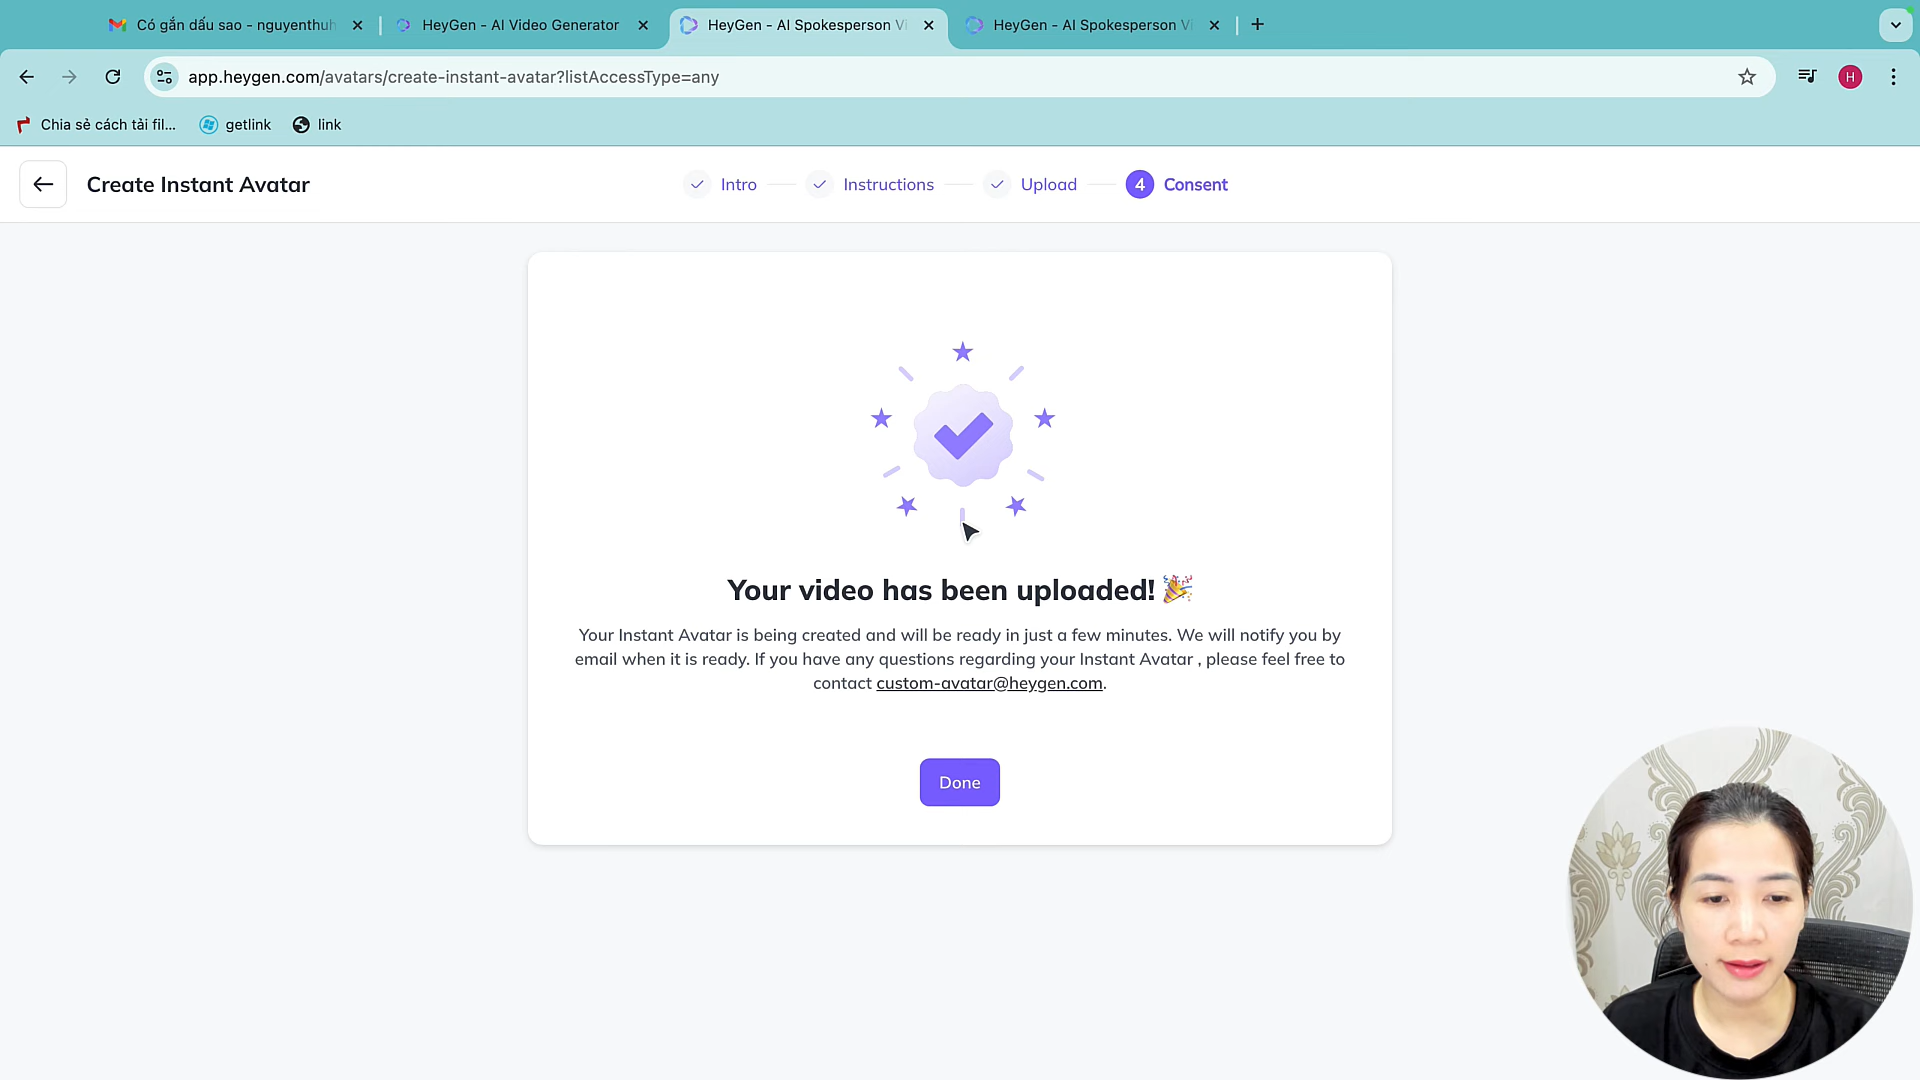 Có gắn dấu sao - nguyenthuh
HeyGen - AI Video Generator
HeyGen - AI Spokesperson Vi
HeyGen - AI Spokesperson Vi
app.heygen.com/avatars/create-instant-avatar?listAccessType=any
H
Chia sẻ cách tải fil...
getlink
link
Create Instant Avatar
Intro
Instructions
Upload
4
Consent
Your video has been uploaded! 🎉
Your Instant Avatar is being created and will be ready in just a few minutes. We will notify you by
email when it is ready. If you have any questions regarding your Instant Avatar , please feel free to
contact custom-avatar@heygen.com.
Done